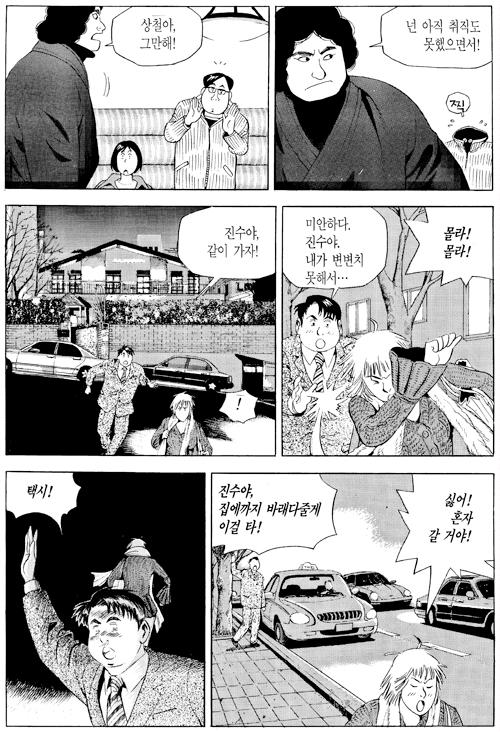 상철아,
그만해!
넌 아직 취직도
못했으면서!
찍
진수야,
같이 가자!
!
미안하다.
진수야.
내가 변변치
못해서…
몰라!
몰라!
택시!
진수야,
집에까지 바래다줄게
이걸 타!
싫어!
혼자
갈 거야!